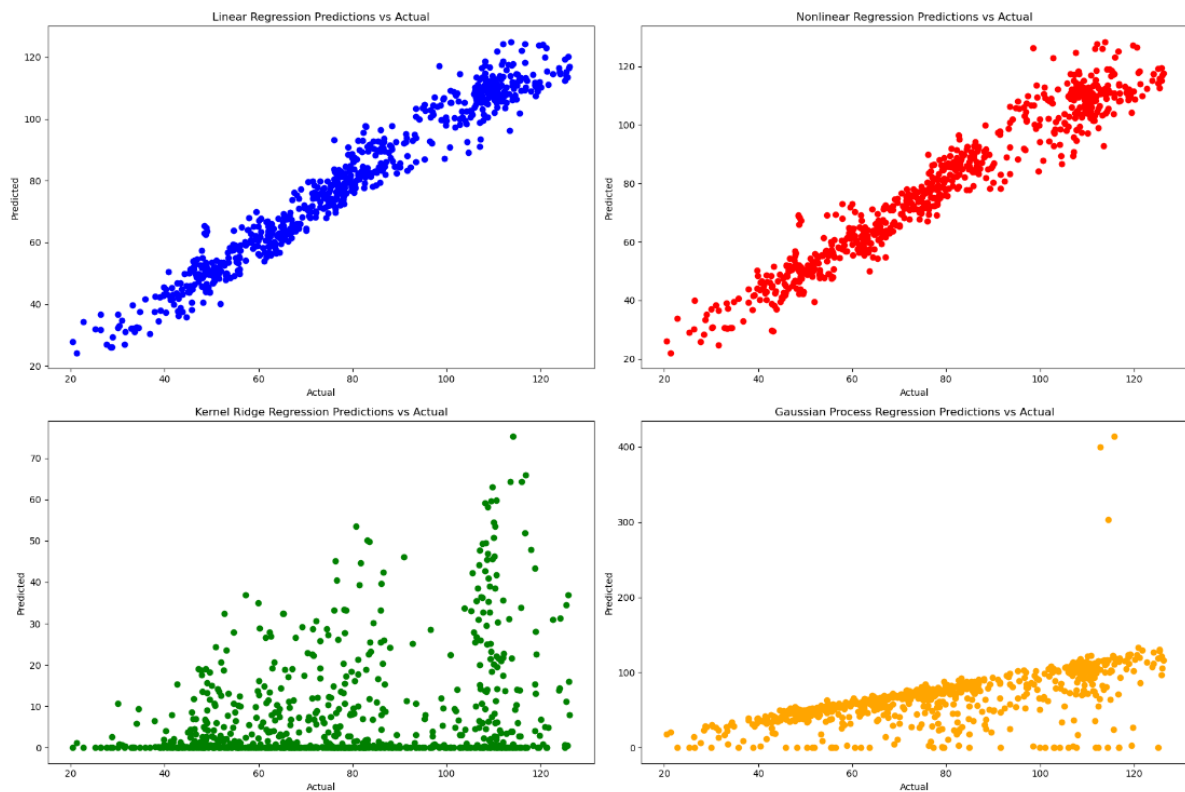 Linear Regression Predictions vs Actual
120
100
80
60
40
20
Predicted
20 40 60 80 100 120
Actual
Nonlinear Regression Predictions vs Actual
120
100
80
60
40
20
Predicted
20 40 60 80 100 120
Actual
Kernel Ridge Regression Predictions vs Actual
70
60
50
40
30
20
10
0
Predicted
20 40 60 80 100 120
Actual
Gaussian Process Regression Predictions vs Actual
400
300
200
100
0
Predicted
20 40 60 80 100 120
Actual